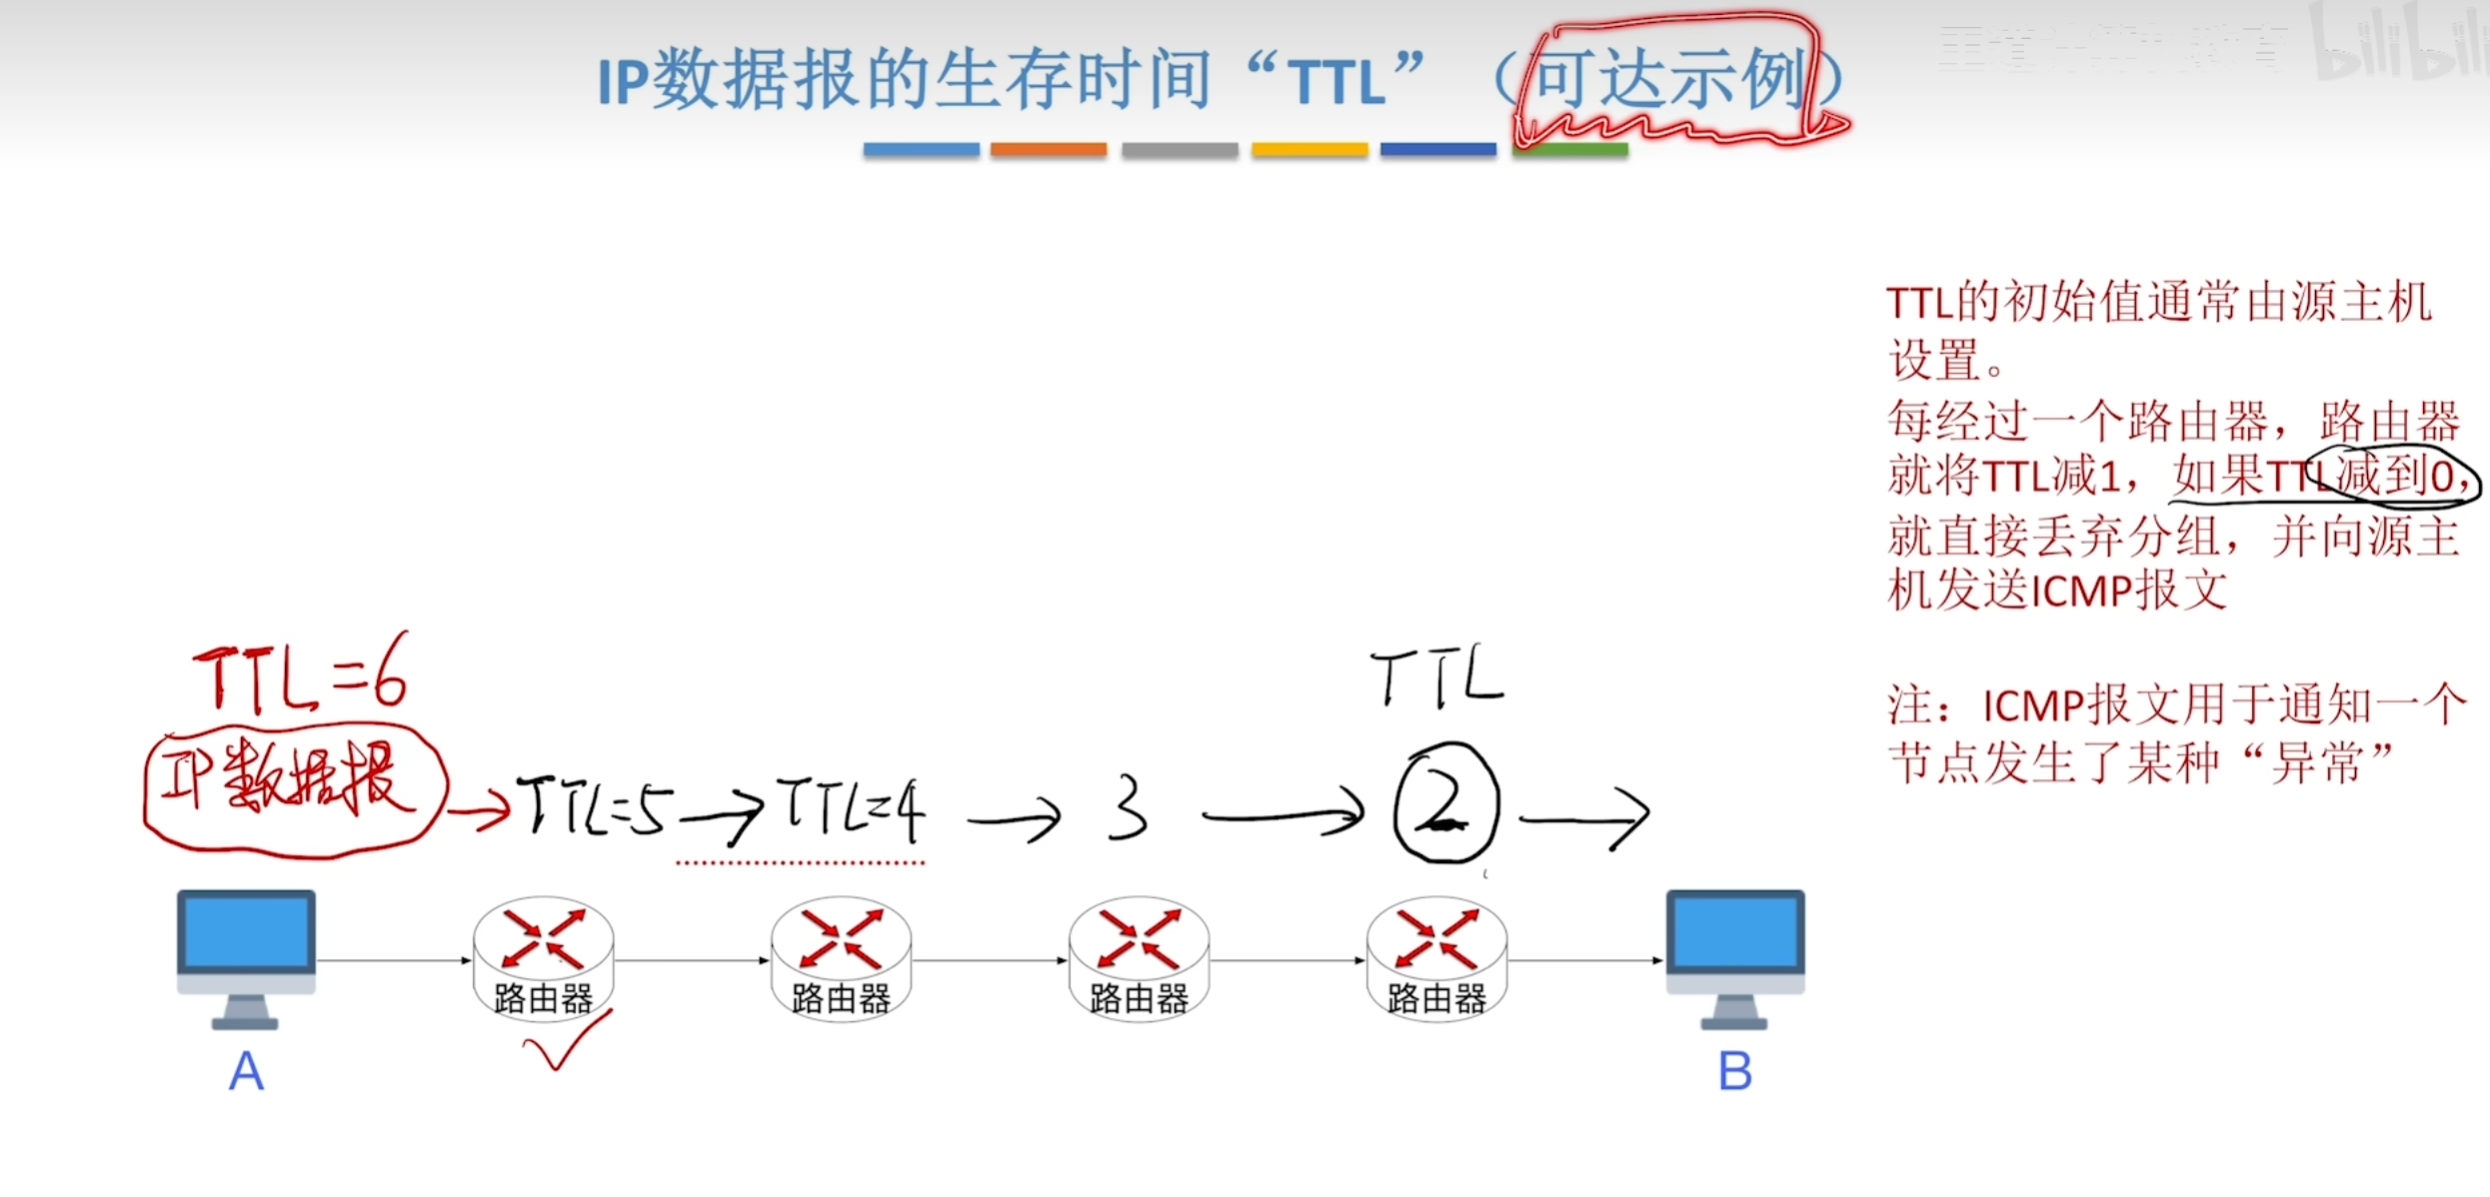 IP数据报的生存时间“TTL”（可达示例）
bilibili
TTL的初始值通常由源主机
设置。
每经过一个路由器，路由器
就将TTL减1，如果TTL减到0，
就直接丢弃分组，并向源主
机发送ICMP报文
注：ICMP报文用于通知一个
节点发生了某种“异常”
TTL=6
IP数据报
TTL=5
TTL=4
3
TTL
2
路由器
路由器
路由器
路由器
A
B